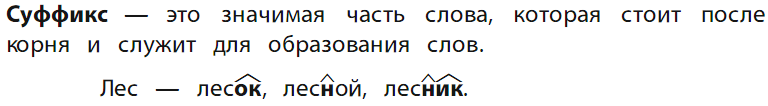 Суффикс — это значимая часть слова, которая стоит после
корня и служит для образования слов.
Лес — лесок, лесной, лесник.